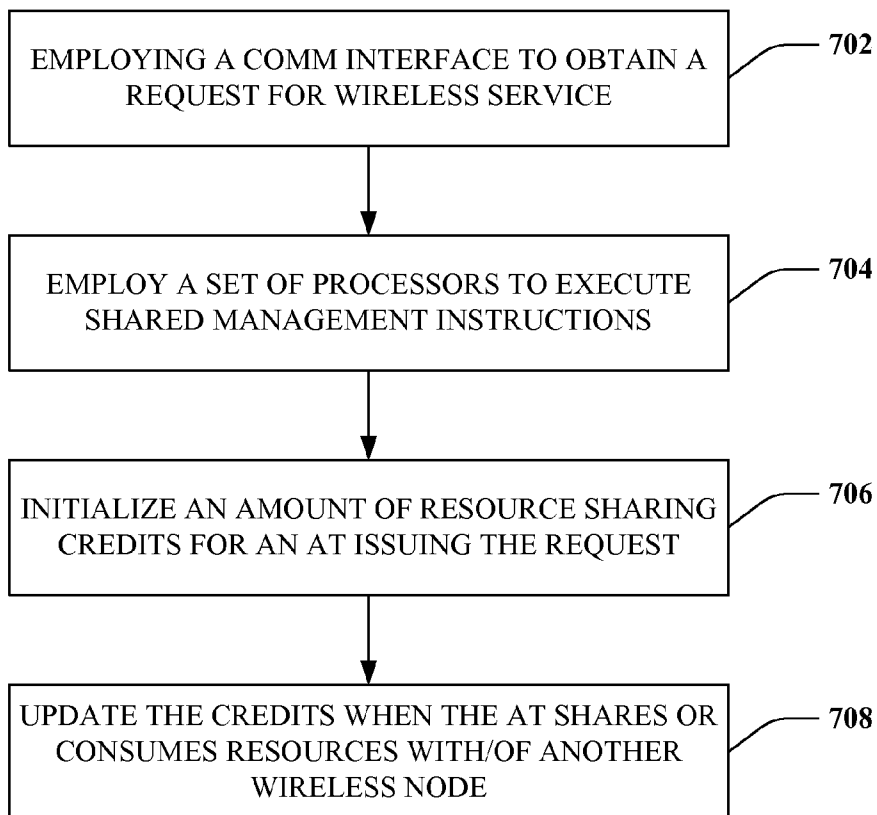 EMPLOYING A COMM INTERFACE TO OBTAIN A
REQUEST FOR WIRELESS SERVICE
702
EMPLOY A SET OF PROCESSORS TO EXECUTE
SHARED MANAGEMENT INSTRUCTIONS
704
INITIALIZE AN AMOUNT OF RESOURCE SHARING
CREDITS FOR AN AT ISSUING THE REQUEST
706
UPDATE THE CREDITS WHEN THE AT SHARES OR
CONSUMES RESOURCES WITH/OF ANOTHER
WIRELESS NODE
708